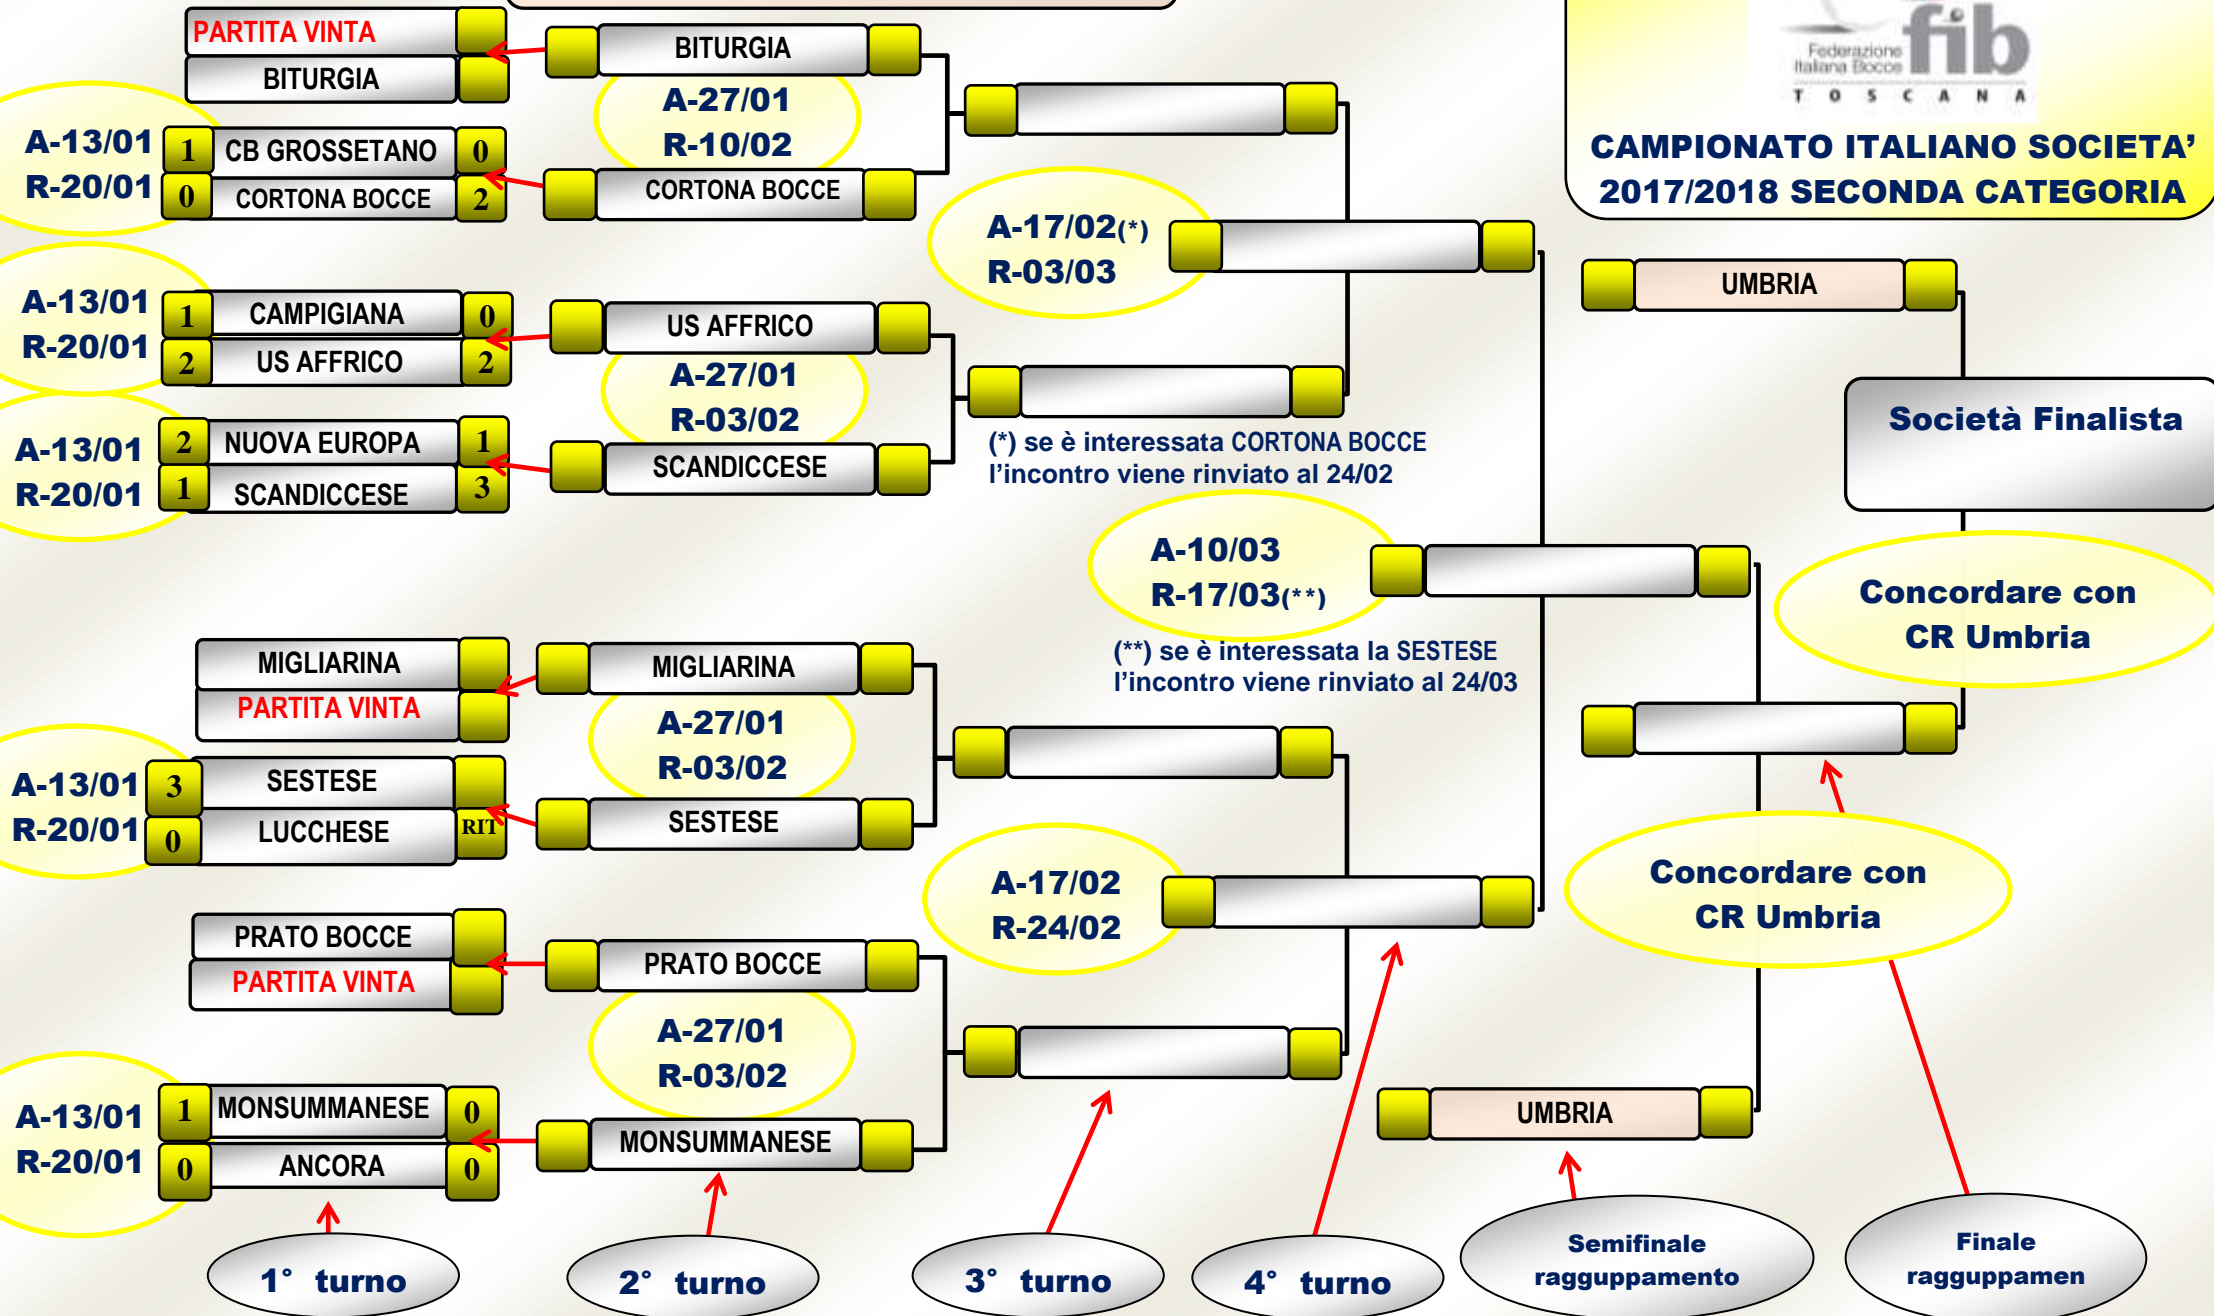 Federazione
Italiana Bocce
fib
TOSCANA
CAMPIONATO ITALIANO SOCIETA’
2017/2018 SECONDA CATEGORIA
PARTITA VINTA
BITURGIA
A-13/01
R-20/01
1 CB GROSSETANO 0
0 CORTONA BOCCE 2
A-13/01
R-20/01
1 CAMPIGIANA 0
2 US AFFRICO 2
A-13/01
R-20/01
2 NUOVA EUROPA 1
1 SCANDICCESE 3
MIGLIARINA
PARTITA VINTA
A-13/01
R-20/01
3 SESTESE
0 LUCCHESE RIT
PRATO BOCCE
PARTITA VINTA
A-13/01
R-20/01
1 MONSUMMANESE 0
0 ANCORA 0
1° turno
BITURGIA
A-27/01
R-10/02
CORTONA BOCCE
US AFFRICO
A-27/01
R-03/02
SCANDICCESE
MIGLIARINA
A-27/01
R-03/02
SESTESE
PRATO BOCCE
A-27/01
R-03/02
MONSUMMANESE
2° turno
A-17/02(*)
R-03/03
(*) se è interessata CORTONA BOCCE
l’incontro viene rinviato al 24/02
A-17/02
R-24/02
3° turno
A-10/03
R-17/03(**)
(**) se è interessata la SESTESE
l’incontro viene rinviato al 24/03
4° turno
UMBRIA
Società Finalista
Concordare con
CR Umbria
Concordare con
CR Umbria
UMBRIA
Semifinale
ragguppamento
Finale
ragguppamen